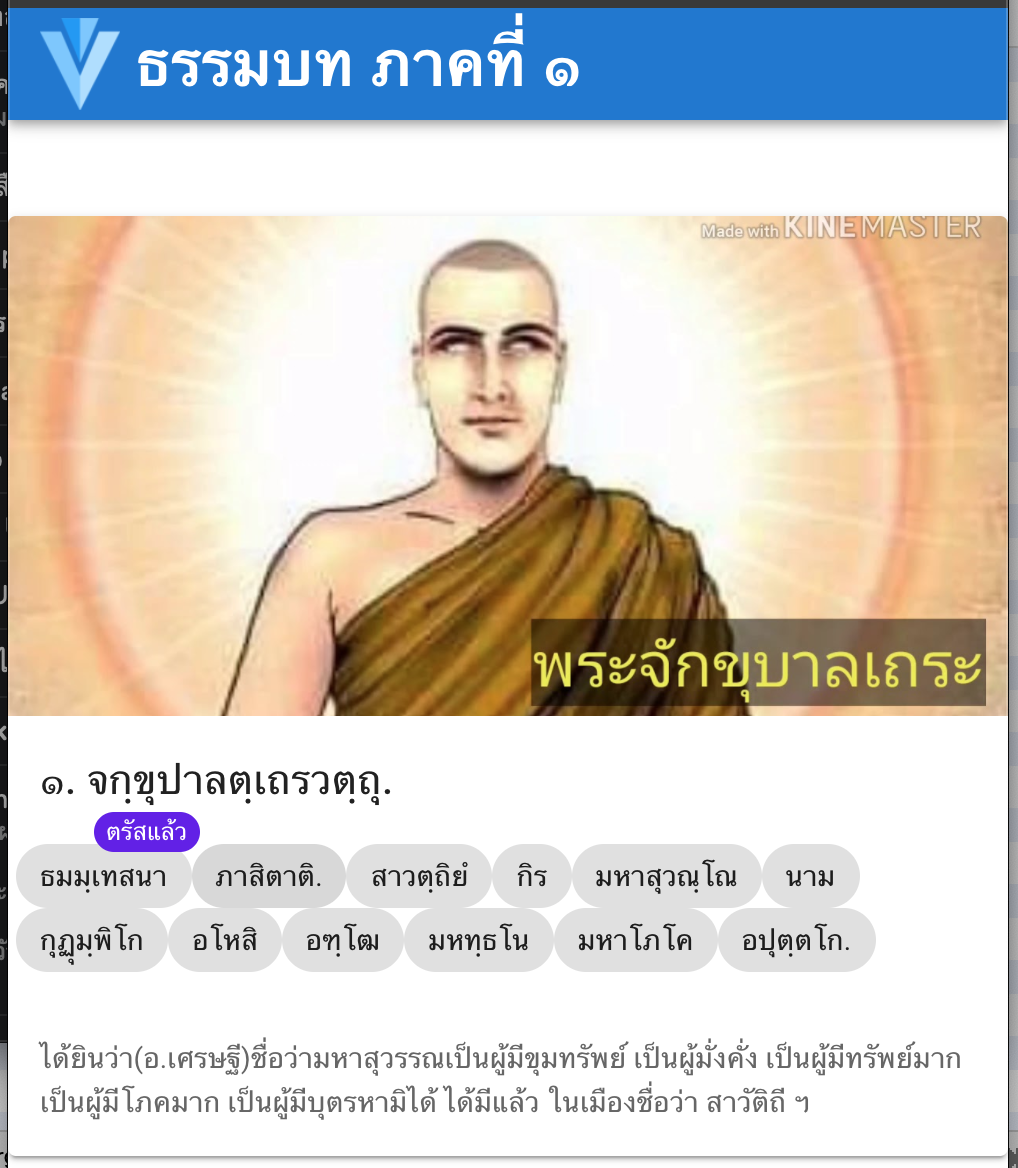 ธรรมบท ภาคที่ ๑
Made with KINEMASTER
พระจักขุบาลเถระ
๑. จกฺขุปาลตฺเถรวตฺถุ.
ตรัสแล้ว
ธมมฺเทสนา ภาสิตาติ. สาวตฺถิยํ กิร มหาสุวณฺโณ นาม
กุฏุมฺพิโก อโหสิ อฑฺโฒ มหทฺธโน มหาโภโค อปุตฺตโก.
ได้ยินว่า(อ.เศรษฐี)ชื่อว่ามหาสุวรรณเป็นผู้มีขุมทรัพย์ เป็นผู้มั่งคั่ง เป็นผู้มีทรัพย์มาก
เป็นผู้มีโภคมาก เป็นผู้มีบุตรหามิได้ ได้มีแล้ว ในเมืองชื่อว่า สาวัติถี ฯ